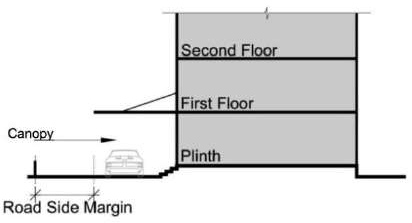 Second Floor
First Floor
Canopy
Plinth
Road Side Margin